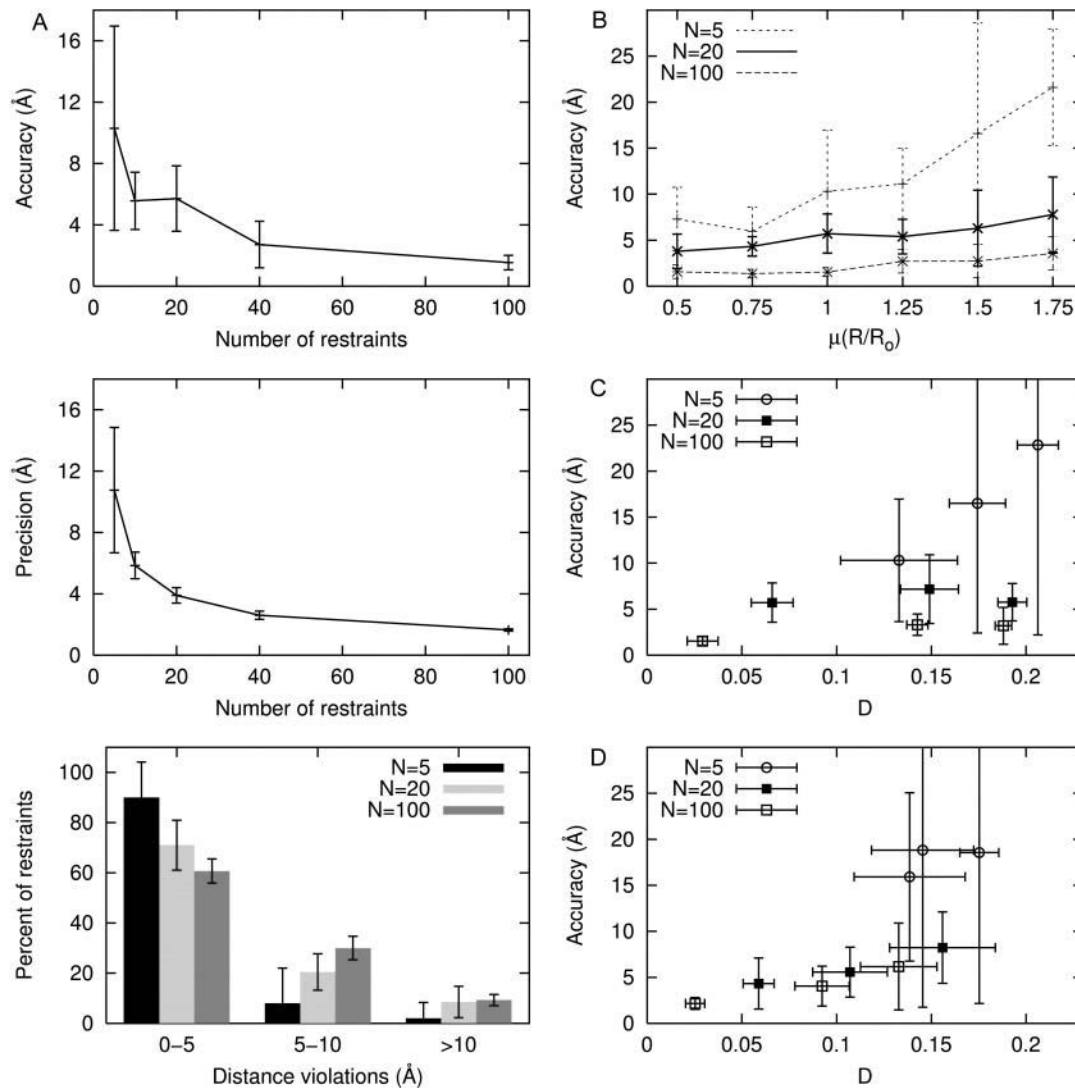 A
Accuracy (Å)
16
12
8
4
0
0 20 40 60 80 100
Number of restraints
B
N=5
N=20
N=100
Accuracy (Å)
25
20
15
10
5
0
0.5 0.75 1 1.25 1.5 1.75
μ(R/R₀)
Precision (Å)
16
12
8
4
0
0 20 40 60 80 100
Number of restraints
C
N=5
N=20
N=100
Accuracy (Å)
25
20
15
10
5
0
0 0.05 0.1 0.15 0.2
D
Percent of restraints
100
80
60
40
20
0
N=5
N=20
N=100
0−5 5−10 >10
Distance violations (Å)
D
N=5
N=20
N=100
Accuracy (Å)
25
20
15
10
5
0
0 0.05 0.1 0.15 0.2
D